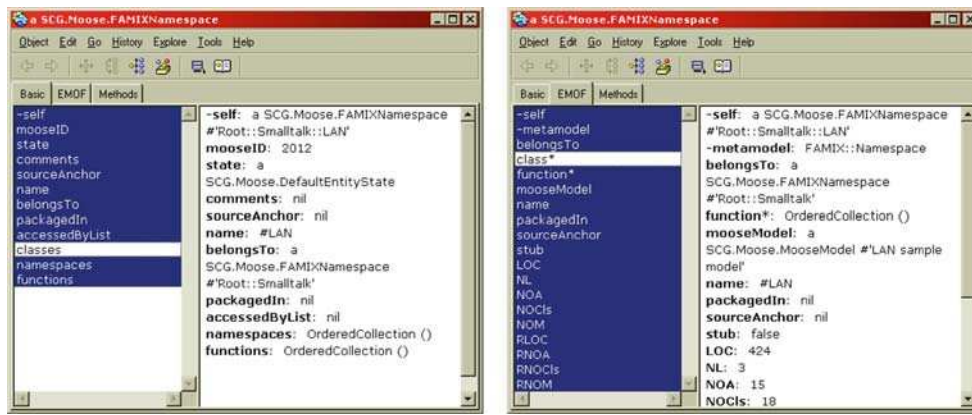 a SCG.Moose.FAMIXNamespace
Object Edit Go History Explore Tools Help
Basic EMOF Methods
-self
mooseID
state
comments
sourceAnchor
name
belongsTo
packagedIn
accessedByList
classes
namespaces
functions
-self: a SCG.Moose.FAMIXNamespace
#'Root::Smalltalk::LAN'
mooseID: 2012
state: a
SCG.Moose.DefaultEntityState
comments: nil
sourceAnchor: nil
name: #LAN
belongsTo: a
SCG.Moose.FAMIXNamespace
#'Root::Smalltalk'
packagedIn: nil
accessedByList: nil
namespaces: OrderedCollection ()
functions: OrderedCollection ()
a SCG.Moose.FAMIXNamespace
Object Edit Go History Explore Tools Help
Basic EMOF Methods
-self
-metamodel
belongsTo
class*
function*
mooseModel
name
packagedIn
sourceAnchor
stub
LOC
NL
NOA
NOCls
NOM
RLOC
RNOA
RNOCls
RNOM
-self: a SCG.Moose.FAMIXNamespace
#'Root::Smalltalk::LAN'
-metamodel: FAMIX::Namespace
belongsTo: a
SCG.Moose.FAMIXNamespace
#'Root::Smalltalk'
function*: OrderedCollection ()
mooseModel: a
SCG.Moose.MooseModel #'LAN sample
model'
name: #LAN
packagedIn: nil
sourceAnchor: nil
stub: false
LOC: 424
NL: 3
NOA: 15
NOCls: 18